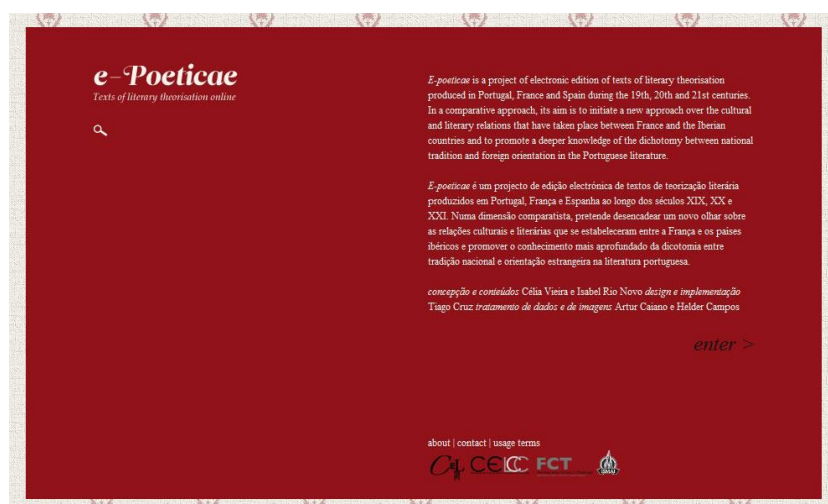 e-Poeticae
Texts of literary theorisation online
E-poeticae is a project of electronic edition of texts of literary theorisation
produced in Portugal, France and Spain during the 19th, 20th and 21st centuries.
In a comparative approach, its aim is to initiate a new approach over the cultural
and literary relations that have taken place between France and the Iberian
countries and to promote a deeper knowledge of the dichotomy between national
tradition and foreign orientation in the Portuguese literature.
E-poeticae é um projecto de edição electrónica de textos de teorização literária
produzidos em Portugal, França e Espanha ao longo dos séculos XIX, XX e
XXI. Numa dimensão comparatista, pretende desencadear um novo olhar sobre
as relações culturais e literárias que se estabeleceram entre a França e os países
ibéricos e promover o conhecimento mais aprofundado da dicotomia entre
tradição nacional e orientação estrangeira na literatura portuguesa.
concepção e conteúdos Célia Vieira e Isabel Rio Novo design e implementação
Tiago Cruz tratamento de dados e de imagens Artur Caiano e Helder Campos
enter >
about | contact | usage terms
FCT